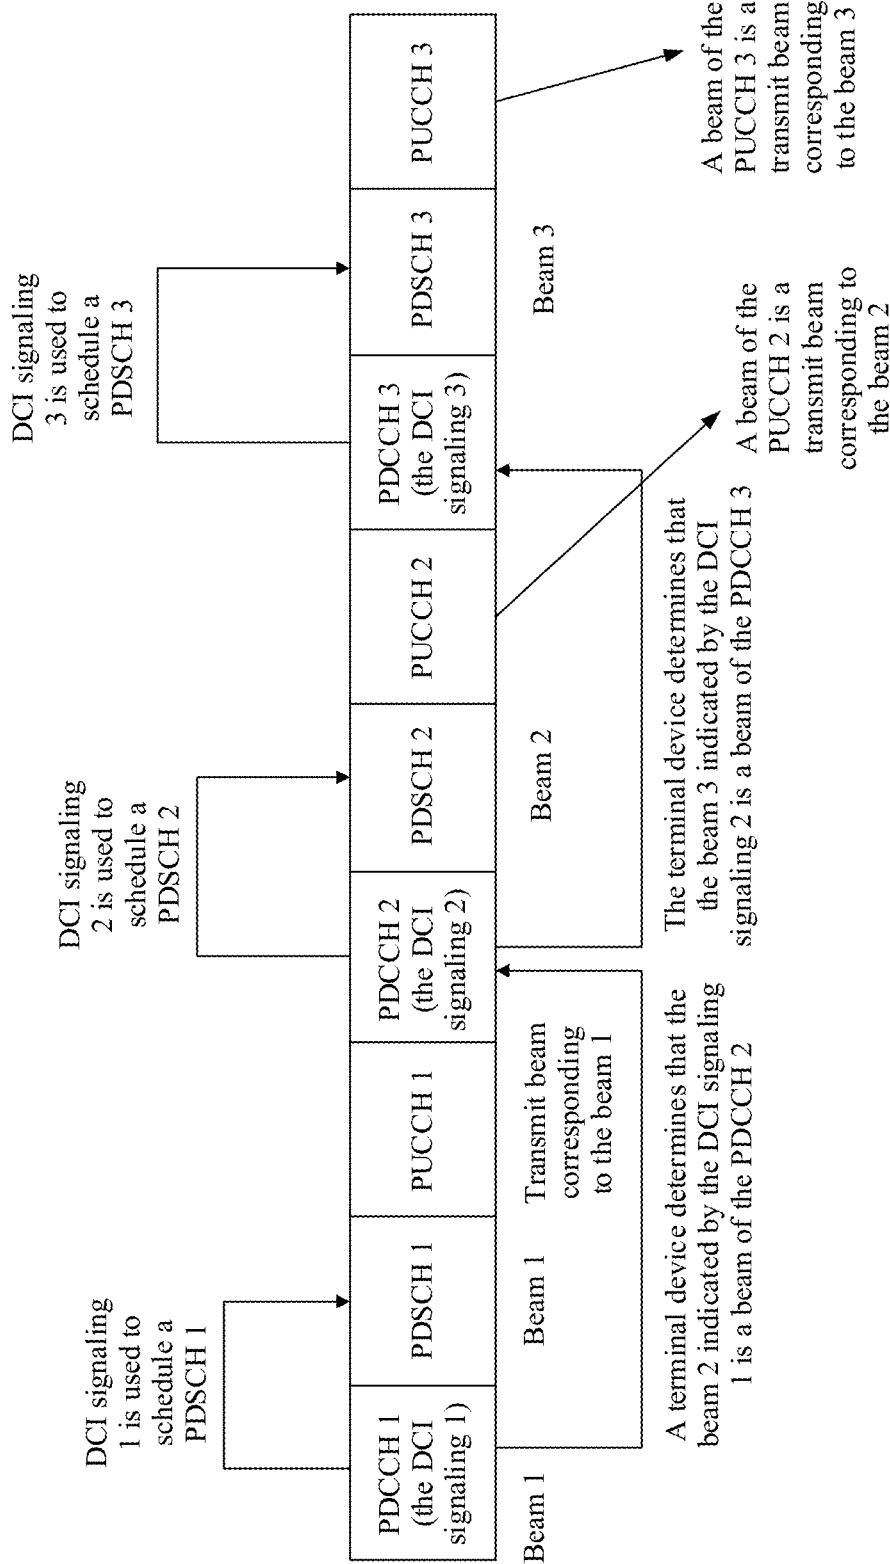 DCI signaling
1 is used to
schedule a
PDSCH 1
DCI signaling
2 is used to
schedule a
PDSCH 2
DCI signaling
3 is used to
schedule a
PDSCH 3
PDCCH 1
(the DCI
signaling 1)
PDSCH 1
PUCCH 1
PDCCH 2
(the DCI
signaling 2)
PDSCH 2
PUCCH 2
PDCCH 3
(the DCI
signaling 3)
PDSCH 3
PUCCH 3
Beam 1
Beam 1
Transmit beam
corresponding
to the beam 1
Beam 2
Beam 3
A terminal device determines that the
beam 2 indicated by the DCI signaling
1 is a beam of the PDCCH 2
The terminal device determines that
the beam 3 indicated by the DCI
signaling 2 is a beam of the PDCCH 3
A beam of the
PUCCH 2 is a
transmit beam
corresponding to
the beam 2
A beam of the
PUCCH 3 is a
transmit beam
corresponding
to the beam 3